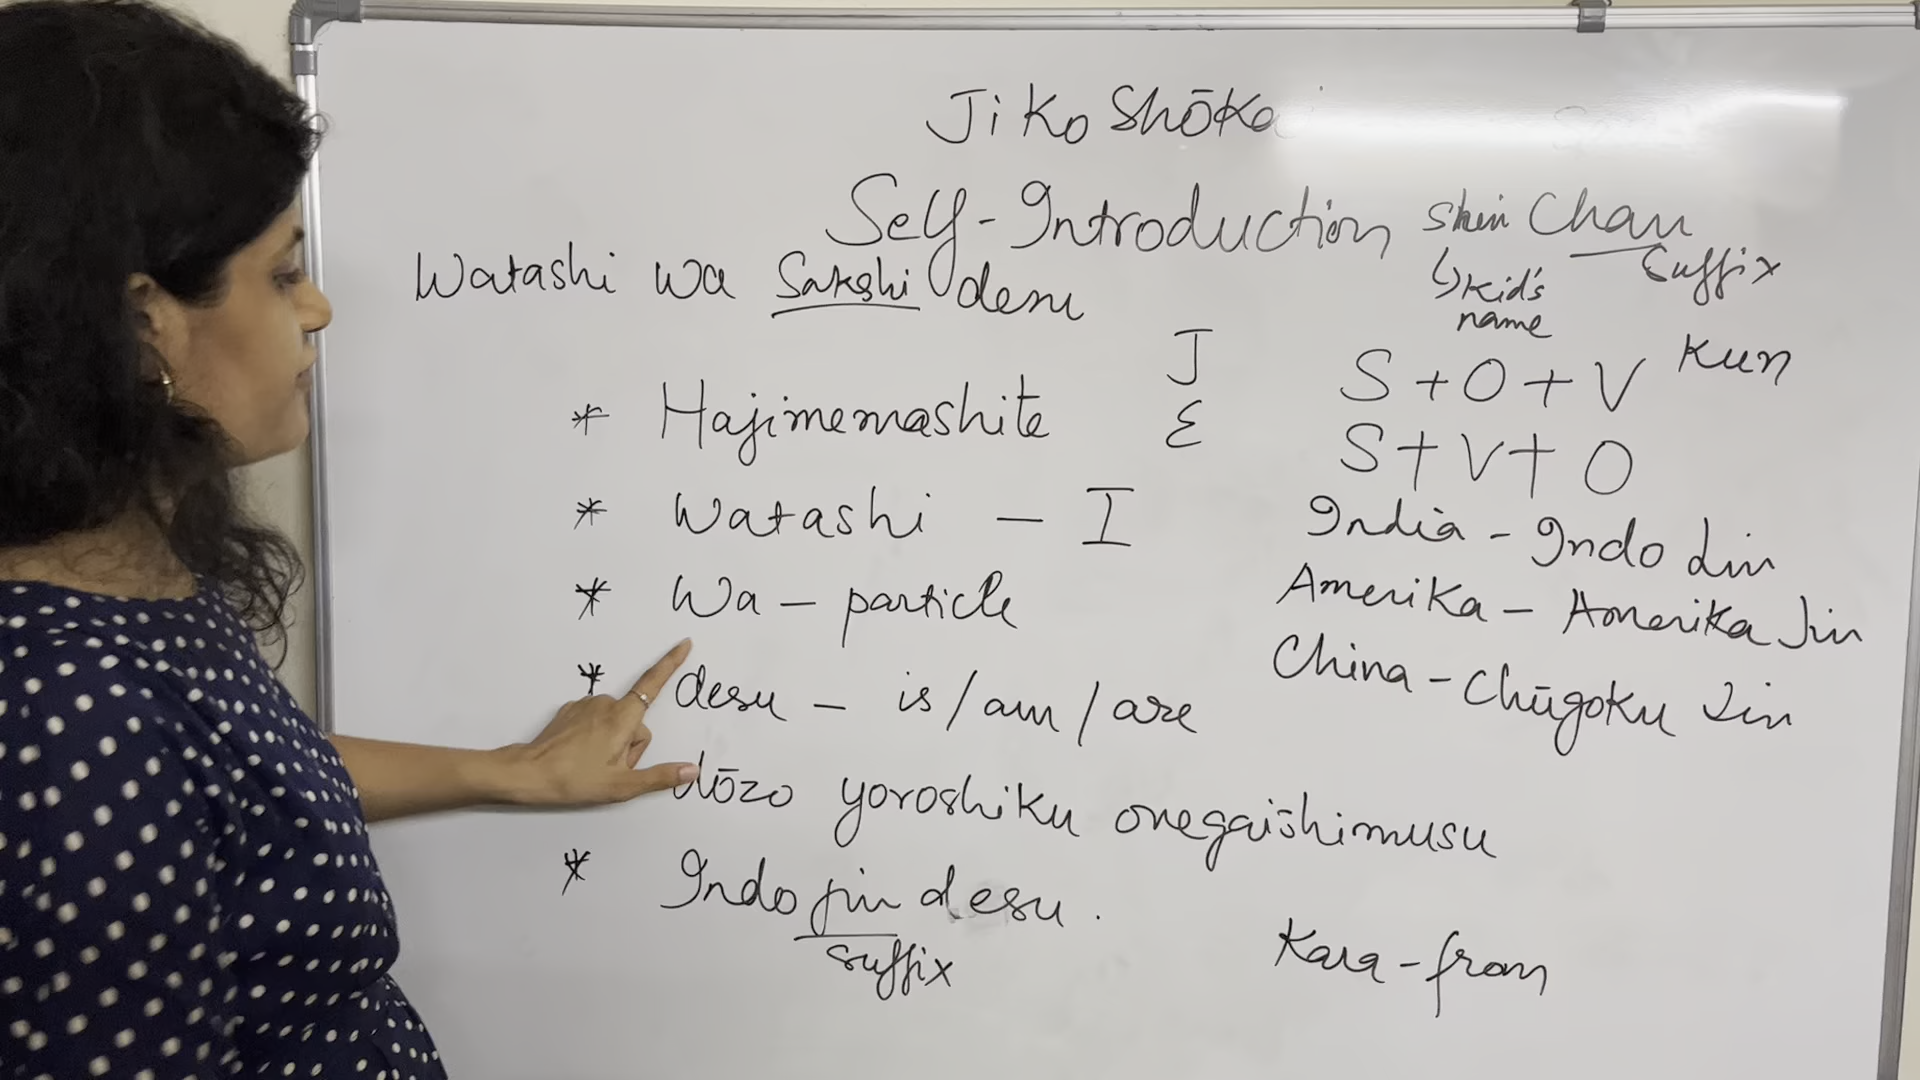 Jiko Shōka
Self-Introduction
Shin Chan
suffix
↳ Kid's
name
Kun
Watashi wa Sakshi desu
J S + O + V
E S + V + O
* Hajimemashite
* Watashi - I
* Wa - particle
* desu - is/am/are
dōzo yoroshiku onegaishimusu
* Indo jin desu.
suffix
India - Indo Jin
Amerika - Amerika Jin
China - Chūgoku Jin
Kara - from